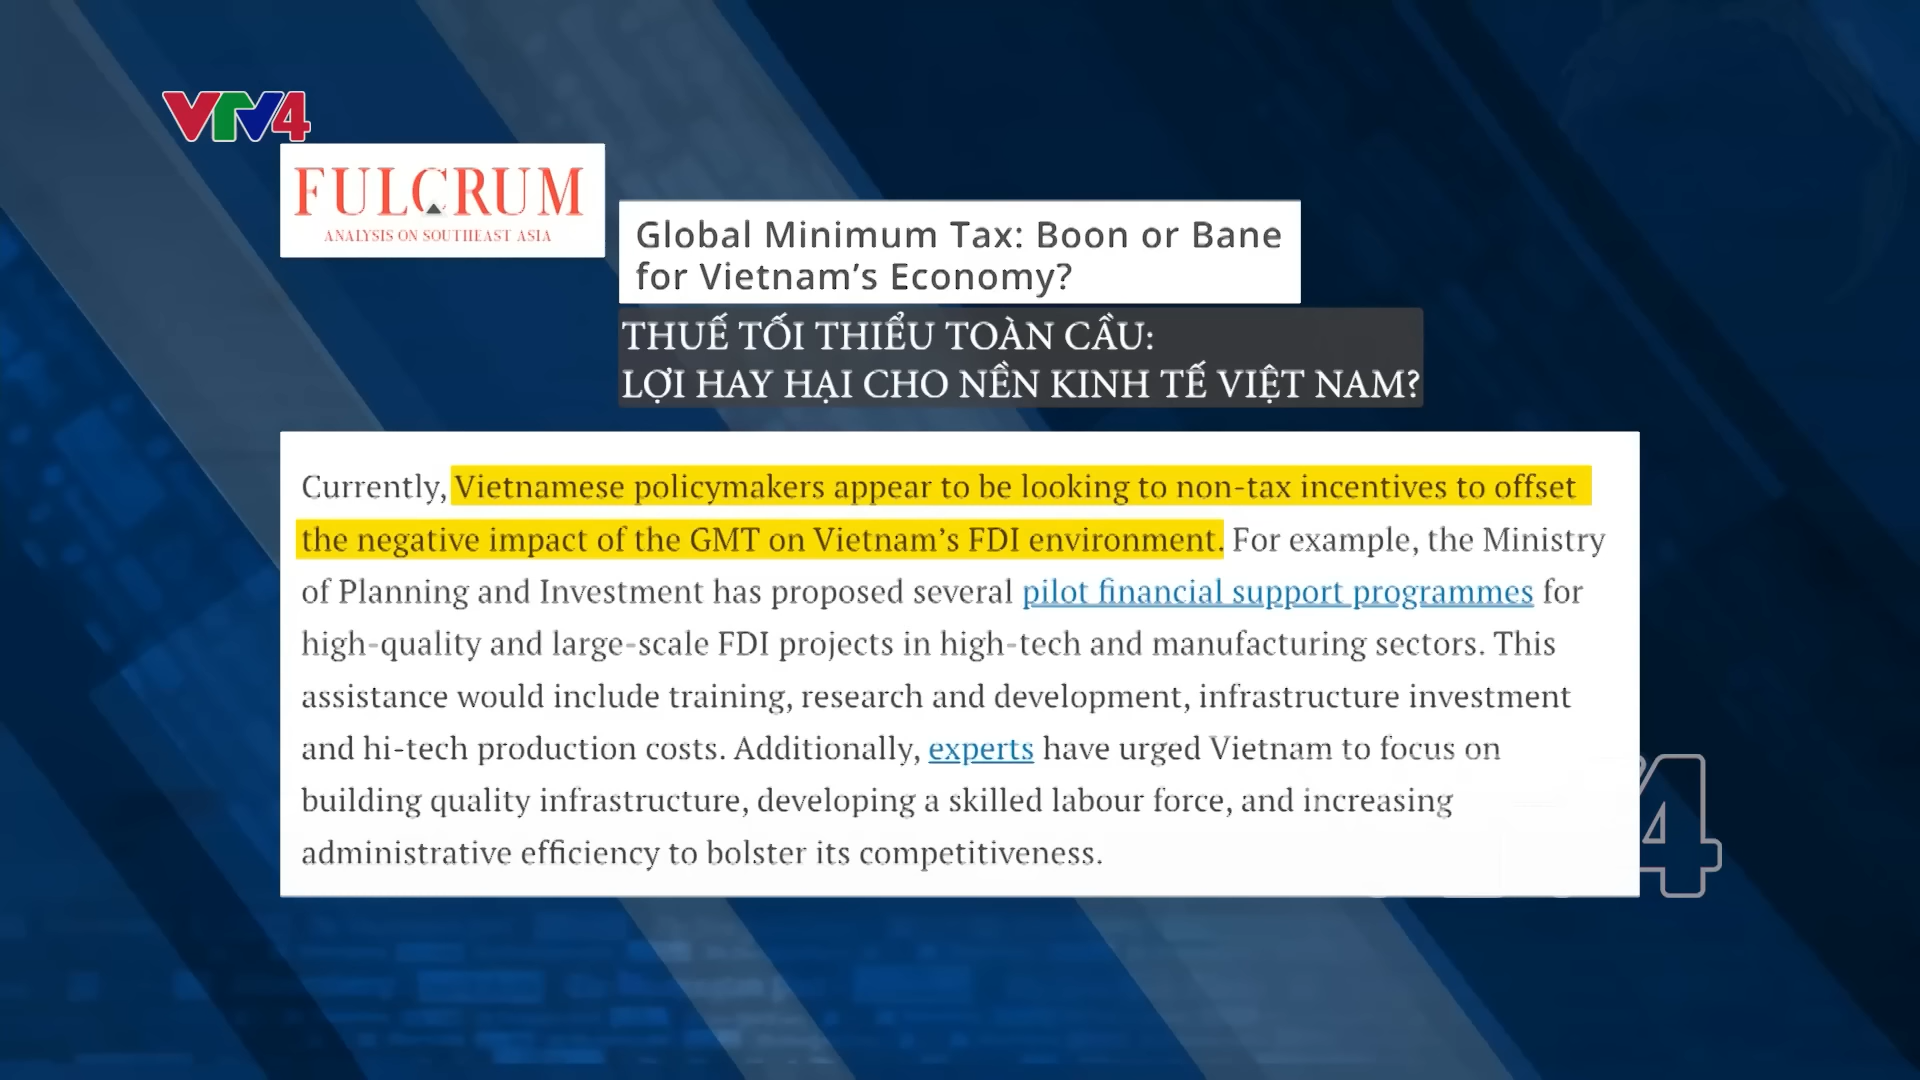 VTV4
FULCRUM
ANALYSIS ON SOUTHEAST ASIA
Global Minimum Tax: Boon or Bane
for Vietnam’s Economy?
THUẾ TỐI THIỂU TOÀN CẦU:
LỢI HAY HẠI CHO NỀN KINH TẾ VIỆT NAM?
Currently, Vietnamese policymakers appear to be looking to non-tax incentives to offset
the negative impact of the GMT on Vietnam’s FDI environment. For example, the Ministry
of Planning and Investment has proposed several pilot financial support programmes for
high-quality and large-scale FDI projects in high-tech and manufacturing sectors. This
assistance would include training, research and development, infrastructure investment
and hi-tech production costs. Additionally, experts have urged Vietnam to focus on
building quality infrastructure, developing a skilled labour force, and increasing
administrative efficiency to bolster its competitiveness.
4